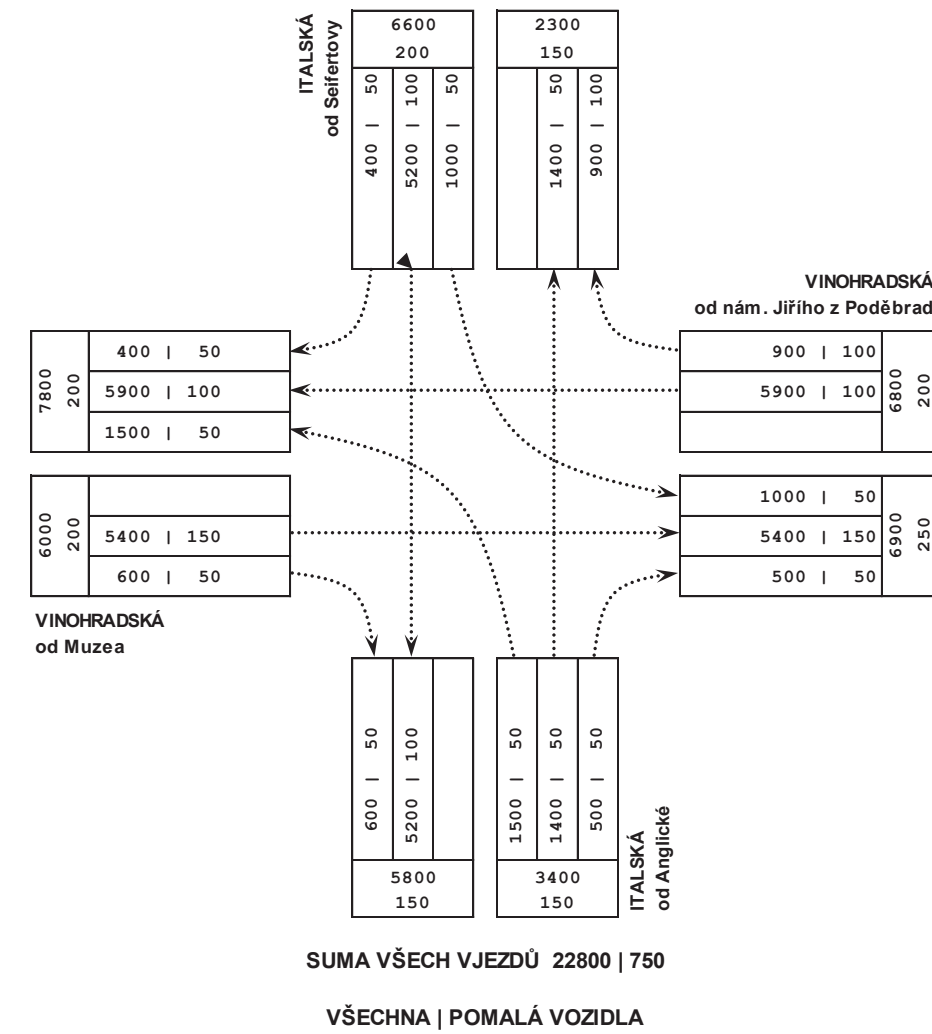 ITALSKÁ
od Seifertovy
6600
200
400 | 50
5200 | 100
1000 | 50
2300
150
1400 | 50
900 | 100
VINOHRADSKÁ
od nám. Jiřího z Poděbrad
7800
200
400 | 50
5900 | 100
1500 | 50
900 | 100
5900 | 100
6800
200
6000
200
5400 | 150
600 | 50
1000 | 50
5400 | 150
500 | 50
6900
250
VINOHRADSKÁ
od Muzea
600 | 50
5200 | 100
5800
150
1500 | 50
1400 | 50
500 | 50
3400
150
ITALSKÁ
od Anglické
SUMA VŠECH VJEZDŮ 22800 | 750
VŠECHNA | POMALÁ VOZIDLA